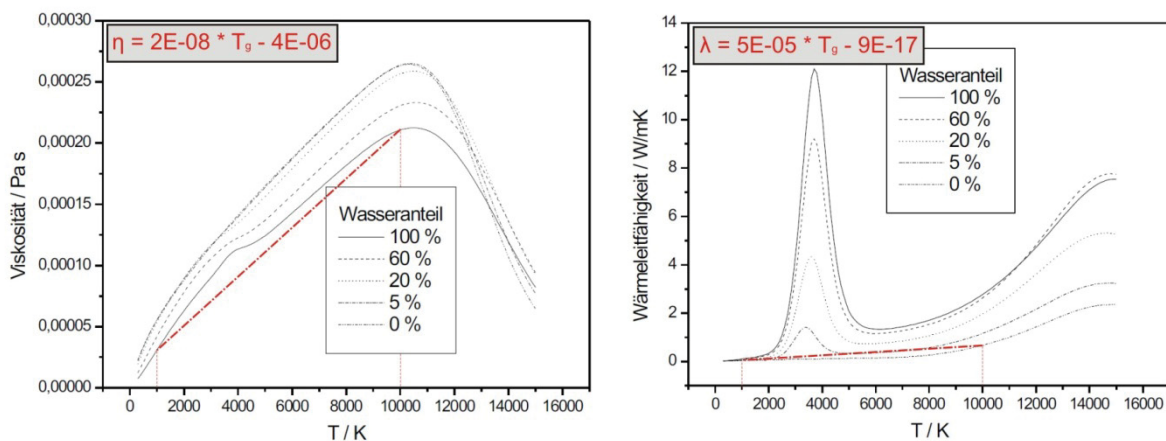 η = 2E-08 * Tg - 4E-06
0,00030
0,00025
0,00020
0,00015
0,00010
0,00005
0,00000
Viskosität / Pa s
Wasseranteil
100 %
60 %
20 %
5 %
0 %
0 2000 4000 6000 8000 10000 12000 14000 16000
T / K
λ = 5E-05 * Tg - 9E-17
14
12
10
8
6
4
2
0
Wärmeleitfähigkeit / W/mK
Wasseranteil
100 %
60 %
20 %
5 %
0 %
0 2000 4000 6000 8000 10000 12000 14000 16000
T / K